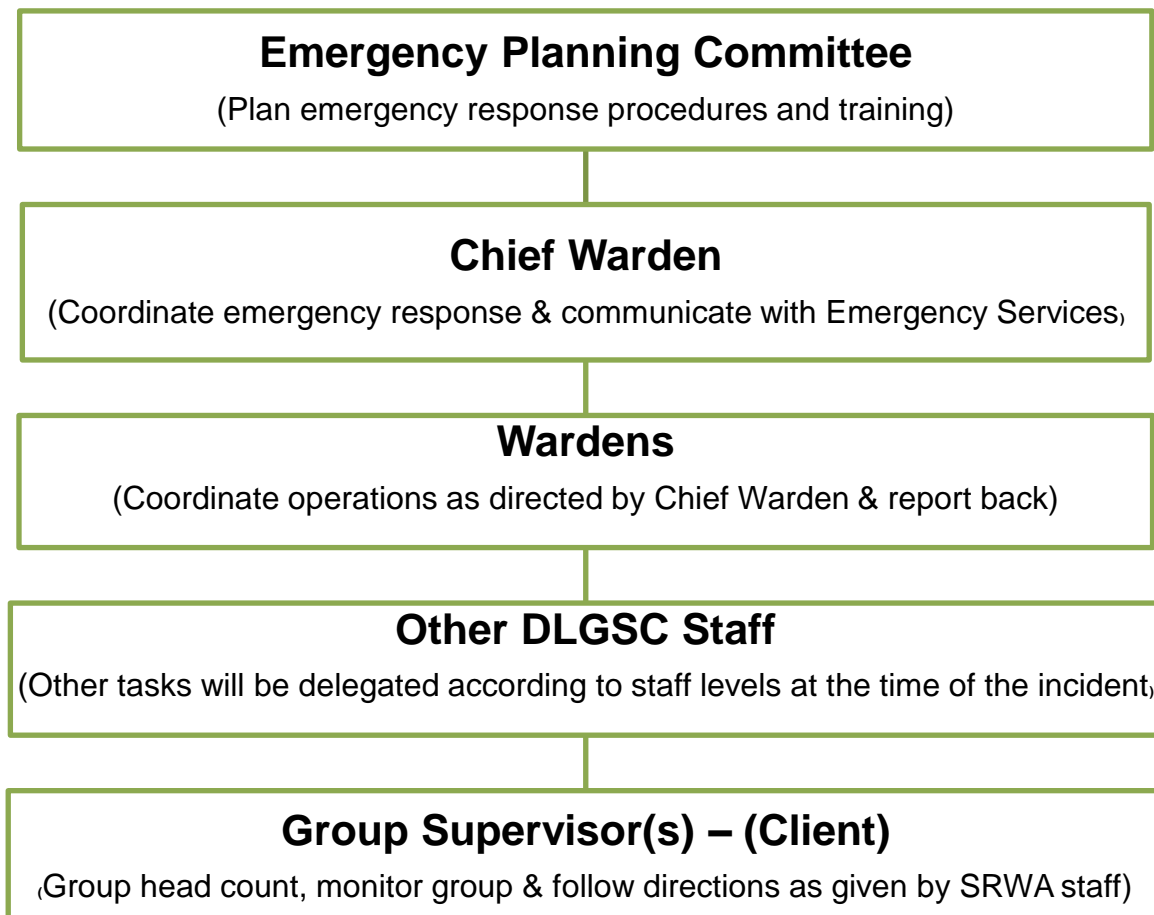 Emergency Planning Committee
(Plan emergency response procedures and training)
Chief Warden
(Coordinate emergency response & communicate with Emergency Services)
Wardens
(Coordinate operations as directed by Chief Warden & report back)
Other DLGSC Staff
(Other tasks will be delegated according to staff levels at the time of the incident)
Group Supervisor(s) – (Client)
(Group head count, monitor group & follow directions as given by SRWA staff)